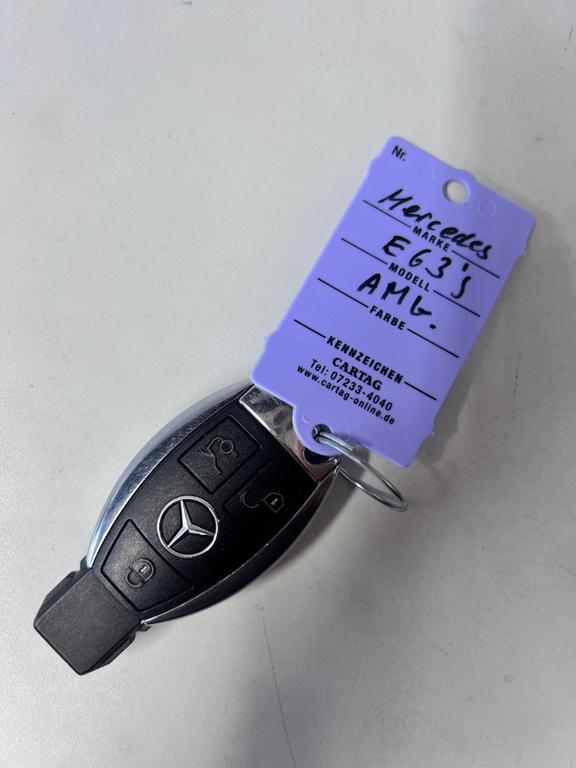 Nr.
Mercedes
MARKE
E63's
MODELL
AMG.
FARBE
KENNZEICHEN
CARTAG
Tel: 07233-4040
www.cartag-online.de